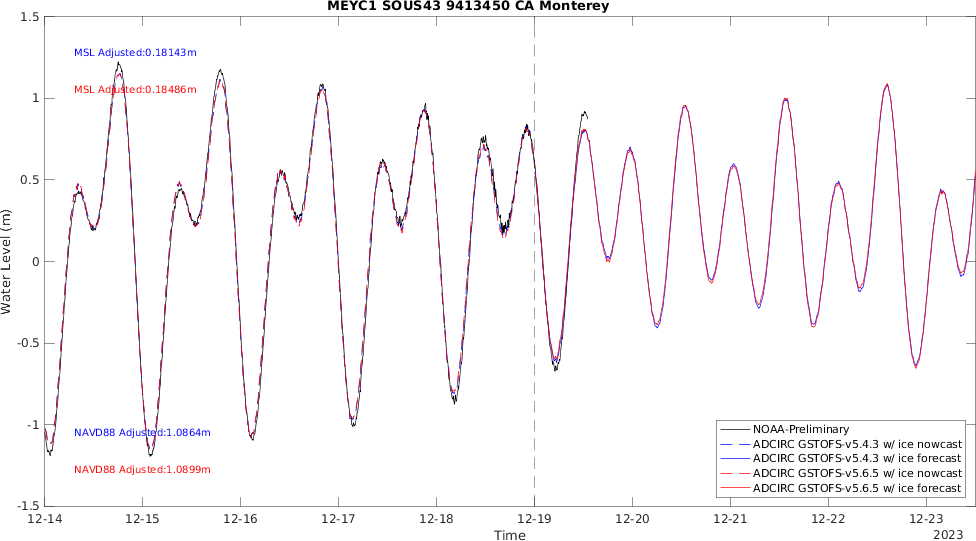 MEYC1 SOUS43 9413450 CA Monterey
1.5
1
0.5
0
-0.5
-1
-1.5
Water Level (m)
MSL Adjusted:0.18143m
MSL Adjusted:0.18486m
NAVD88 Adjusted:1.0864m
NAVD88 Adjusted:1.0899m
NOAA-Preliminary
ADCIRC GSTOFS-v5.4.3 w/ ice nowcast
ADCIRC GSTOFS-v5.4.3 w/ ice forecast
ADCIRC GSTOFS-v5.6.5 w/ ice nowcast
ADCIRC GSTOFS-v5.6.5 w/ ice forecast
12-14 12-15 12-16 12-17 12-18 12-19 12-20 12-21 12-22 12-23
Time
2023